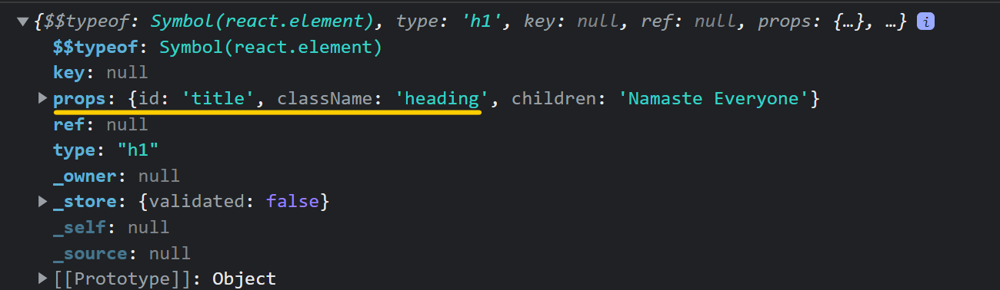 ▼{$$typeof: Symbol(react.element), type: 'h1', key: null, ref: null, props: {…}, …} i
$$typeof: Symbol(react.element)
key: null
▶props: {id: 'title', className: 'heading', children: 'Namaste Everyone'}
ref: null
type: "h1"
_owner: null
▶_store: {validated: false}
_self: null
_source: null
▶[[Prototype]]: Object